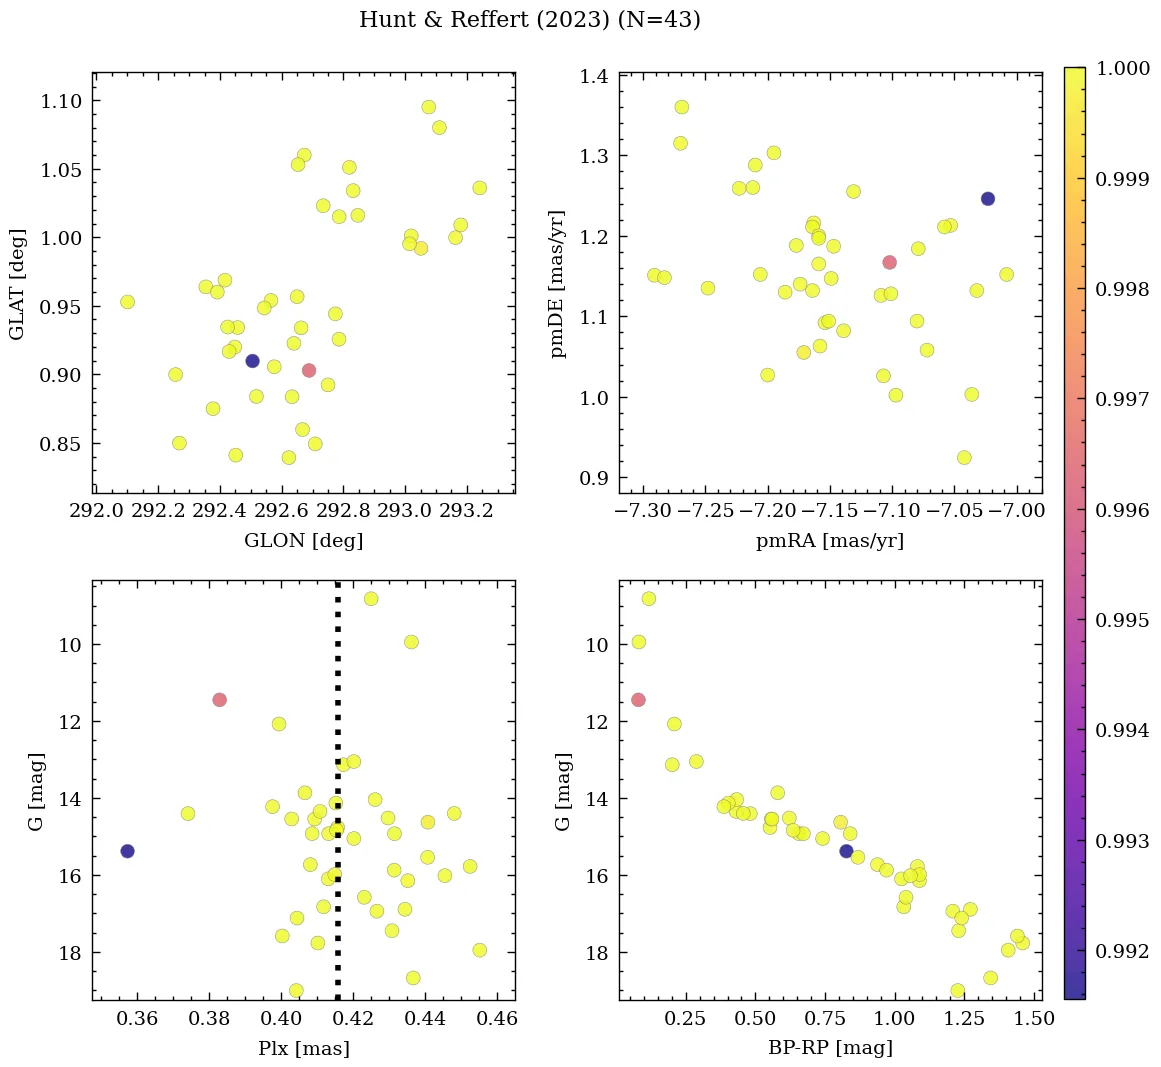 Hunt & Reffert (2023) (N=43)
1.10
1.05
1.00
0.95
0.90
0.85
GLAT [deg]
292.0 292.2 292.4 292.6 292.8 293.0 293.2
GLON [deg]
1.4
1.3
1.2
1.1
1.0
0.9
pmDE [mas/yr]
−7.30 −7.25 −7.20 −7.15 −7.10 −7.05 −7.00
pmRA [mas/yr]
10
12
14
16
18
G [mag]
0.36 0.38 0.40 0.42 0.44 0.46
Plx [mas]
10
12
14
16
18
G [mag]
0.25 0.50 0.75 1.00 1.25 1.50
BP-RP [mag]
1.000
0.999
0.998
0.997
0.996
0.995
0.994
0.993
0.992